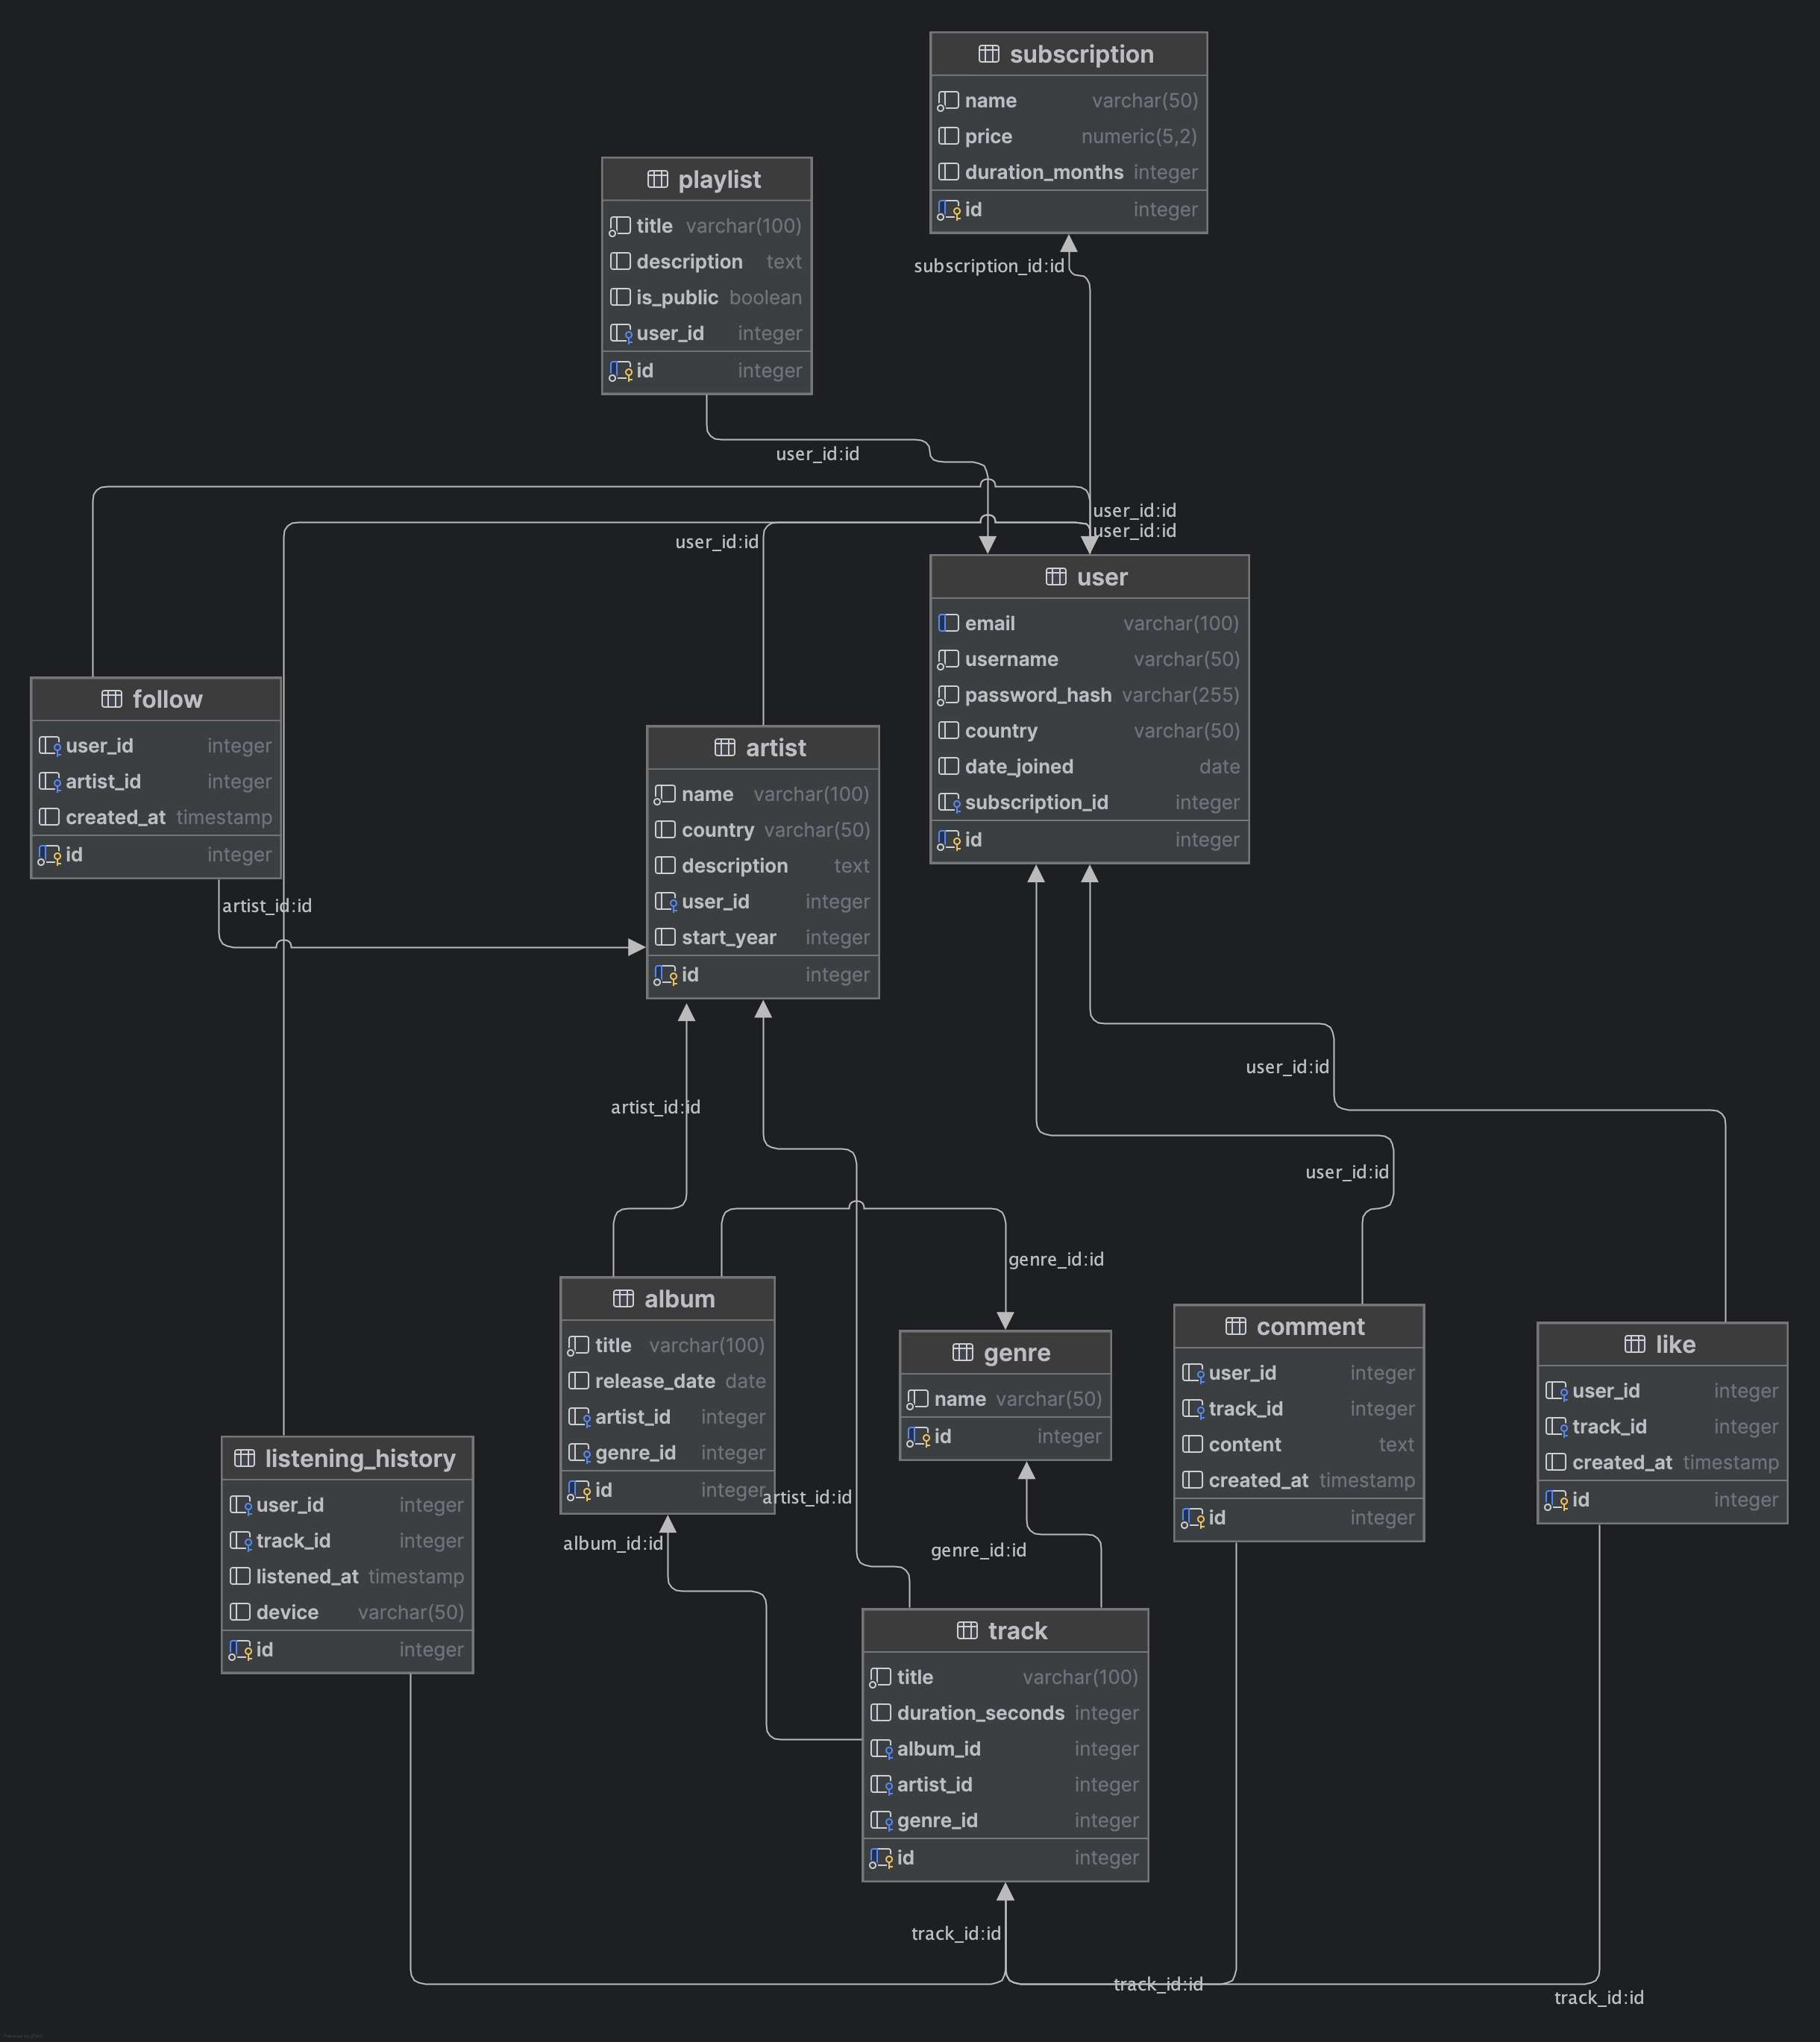 subscription
name varchar(50)
price numeric(5,2)
duration_months integer
id integer
playlist
title varchar(100)
description text
is_public boolean
user_id integer
id integer
subscription_id:id
user_id:id
user_id:id
user_id:id
user_id:id
user
email varchar(100)
username varchar(50)
password_hash varchar(255)
country varchar(50)
date_joined date
subscription_id integer
id integer
follow
user_id integer
artist_id integer
created_at timestamp
id integer
artist_id:id
artist
name varchar(100)
country varchar(50)
description text
user_id integer
start_year integer
id integer
user_id:id
artist_id:id
user_id:id
genre_id:id
album
title varchar(100)
release_date date
artist_id integer
genre_id integer
id integer
artist_id:id
genre
name varchar(50)
id integer
comment
user_id integer
track_id integer
content text
created_at timestamp
id integer
like
user_id integer
track_id integer
created_at timestamp
id integer
listening_history
user_id integer
track_id integer
listened_at timestamp
device varchar(50)
id integer
album_id:id
genre_id:id
track
title varchar(100)
duration_seconds integer
album_id integer
artist_id integer
genre_id integer
id integer
track_id:id
track_id:id
track_id:id